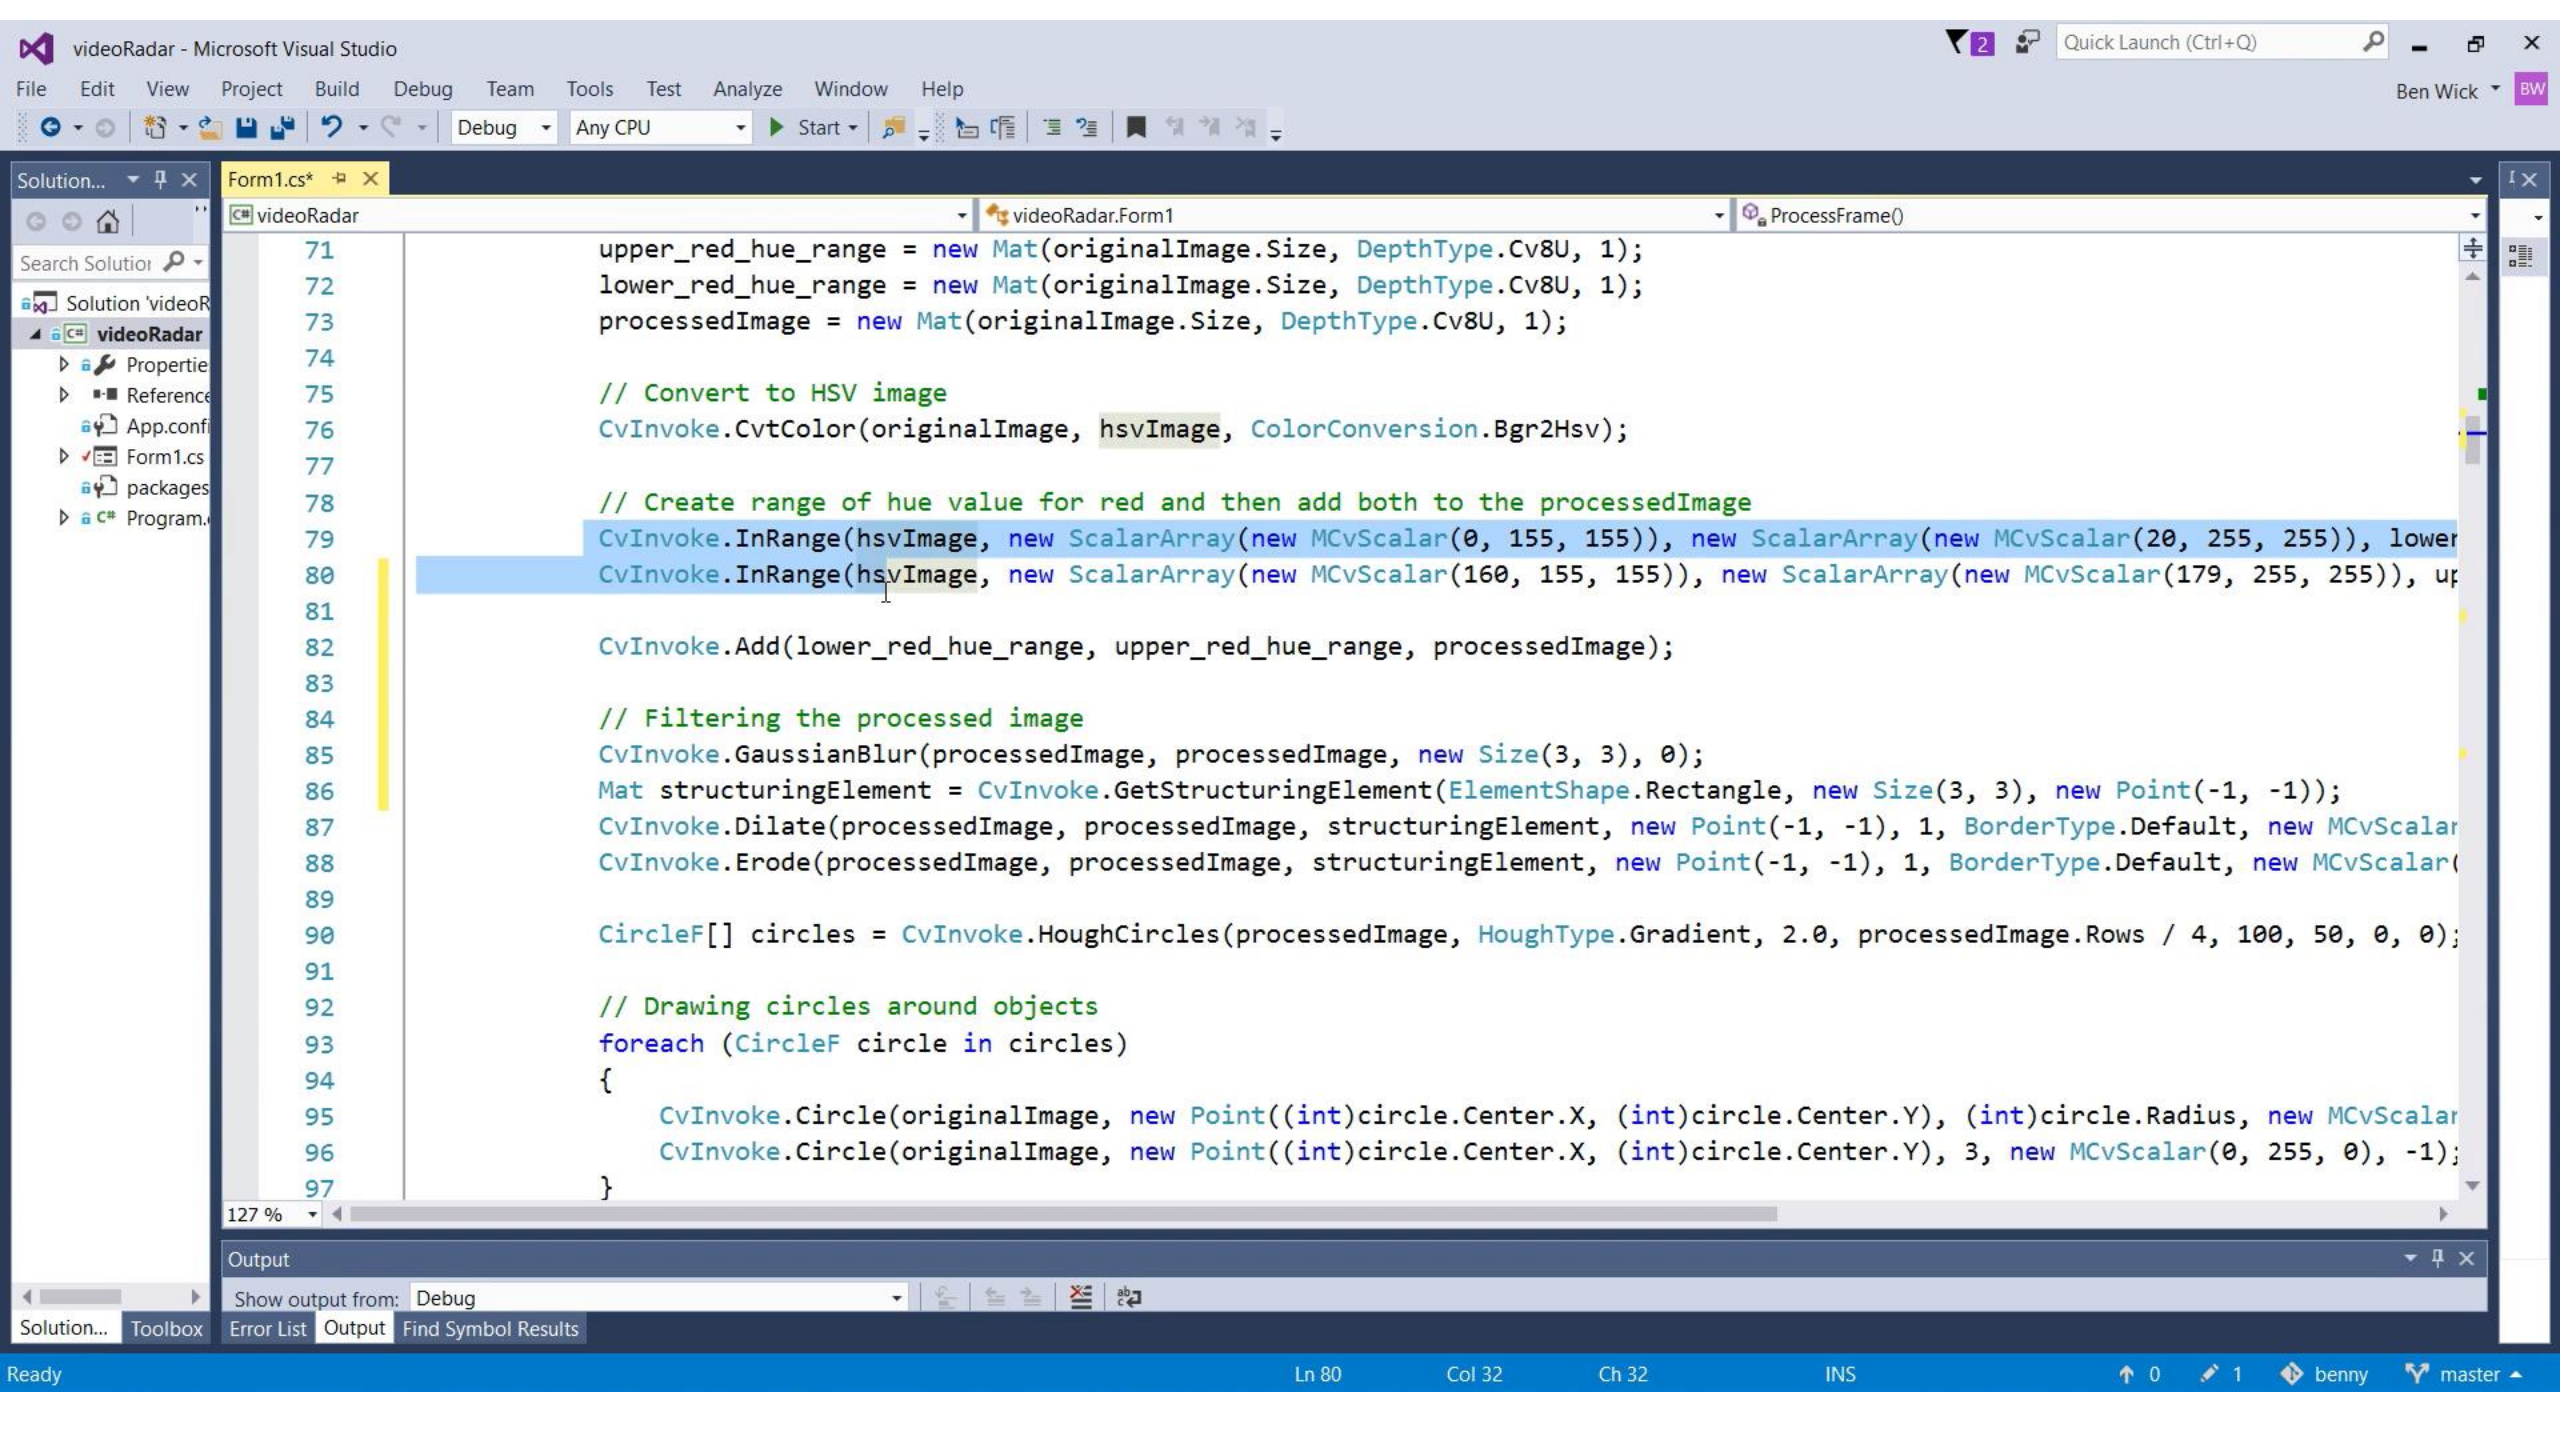 videoRadar - Microsoft Visual Studio
2
Quick Launch (Ctrl+Q)
File Edit View Project Build Debug Team Tools Test Analyze Window Help
Ben Wick BW
Debug Any CPU Start
Solution...
Form1.cs*
C# videoRadar
videoRadar.Form1
ProcessFrame()
Search Solution
Solution 'videoR
C# videoRadar
Propertie
Reference
App.confi
Form1.cs
packages
C# Program.
71 upper_red_hue_range = new Mat(originalImage.Size, DepthType.Cv8U, 1);
72 lower_red_hue_range = new Mat(originalImage.Size, DepthType.Cv8U, 1);
73 processedImage = new Mat(originalImage.Size, DepthType.Cv8U, 1);
74
75 // Convert to HSV image
76 CvInvoke.CvtColor(originalImage, hsvImage, ColorConversion.Bgr2Hsv);
77
78 // Create range of hue value for red and then add both to the processedImage
79 CvInvoke.InRange(hsvImage, new ScalarArray(new MCvScalar(0, 155, 155)), new ScalarArray(new MCvScalar(20, 255, 255)), lower
80 CvInvoke.InRange(hsvImage, new ScalarArray(new MCvScalar(160, 155, 155)), new ScalarArray(new MCvScalar(179, 255, 255)), up
81
82 CvInvoke.Add(lower_red_hue_range, upper_red_hue_range, processedImage);
83
84 // Filtering the processed image
85 CvInvoke.GaussianBlur(processedImage, processedImage, new Size(3, 3), 0);
86 Mat structuringElement = CvInvoke.GetStructuringElement(ElementShape.Rectangle, new Size(3, 3), new Point(-1, -1));
87 CvInvoke.Dilate(processedImage, processedImage, structuringElement, new Point(-1, -1), 1, BorderType.Default, new MCvScalar
88 CvInvoke.Erode(processedImage, processedImage, structuringElement, new Point(-1, -1), 1, BorderType.Default, new MCvScalar(
89
90 CircleF[] circles = CvInvoke.HoughCircles(processedImage, HoughType.Gradient, 2.0, processedImage.Rows / 4, 100, 50, 0, 0);
91
92 // Drawing circles around objects
93 foreach (CircleF circle in circles)
94 {
95 CvInvoke.Circle(originalImage, new Point((int)circle.Center.X, (int)circle.Center.Y), (int)circle.Radius, new MCvScalar
96 CvInvoke.Circle(originalImage, new Point((int)circle.Center.X, (int)circle.Center.Y), 3, new MCvScalar(0, 255, 0), -1);
97 }
127 %
Output
Show output from: Debug
Solution... Toolbox Error List Output Find Symbol Results
Ready Ln 80 Col 32 Ch 32 INS 0 1 benny master